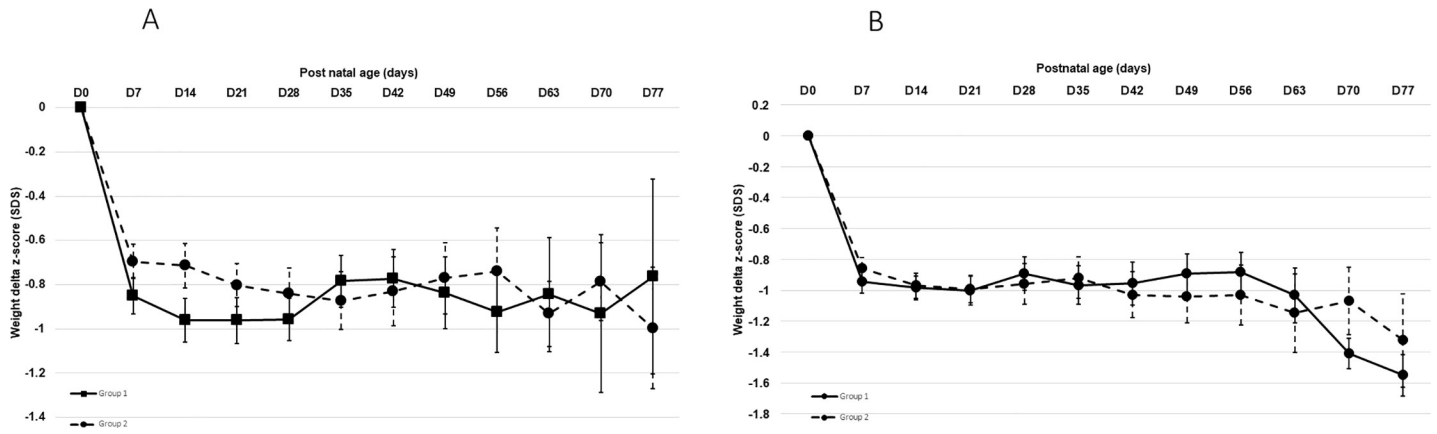 A
Post natal age (days)
D0 D7 D14 D21 D28 D35 D42 D49 D56 D63 D70 D77
0
-0.2
-0.4
-0.6
-0.8
-1
-1.2
-1.4
Weight delta z-score (SDS)
Group 1
Group 2
B
Postnatal age (days)
D0 D7 D14 D21 D28 D35 D42 D49 D56 D63 D70 D77
0.2
0
-0.2
-0.4
-0.6
-0.8
-1
-1.2
-1.4
-1.6
-1.8
Weight delta z-score (SDS)
Group 1
Group 2